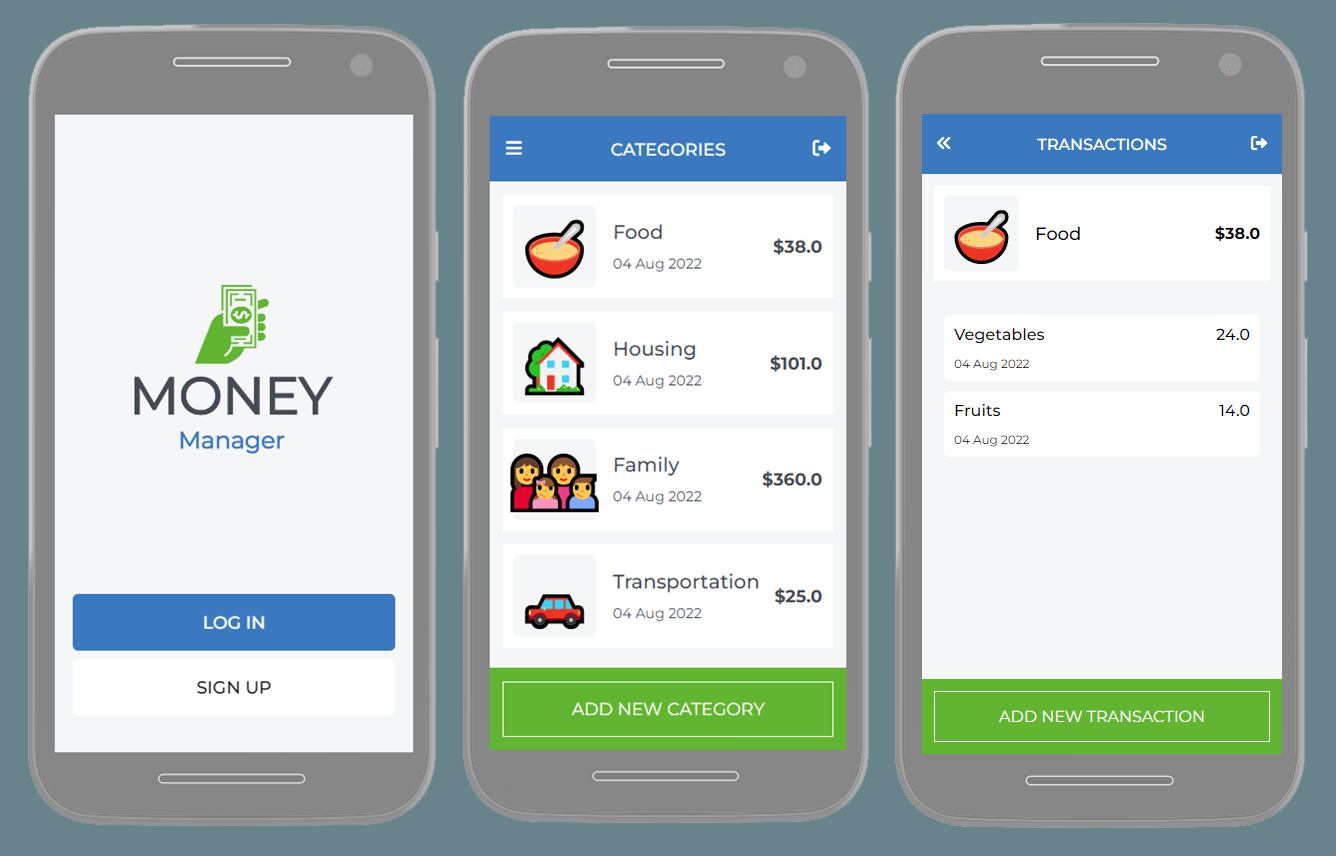 MONEY
Manager
LOG IN
SIGN UP
CATEGORIES
Food
$38.0
04 Aug 2022
Housing
$101.0
04 Aug 2022
Family
$360.0
04 Aug 2022
Transportation
$25.0
04 Aug 2022
ADD NEW CATEGORY
TRANSACTIONS
Food
$38.0
Vegetables
24.0
04 Aug 2022
Fruits
14.0
04 Aug 2022
ADD NEW TRANSACTION